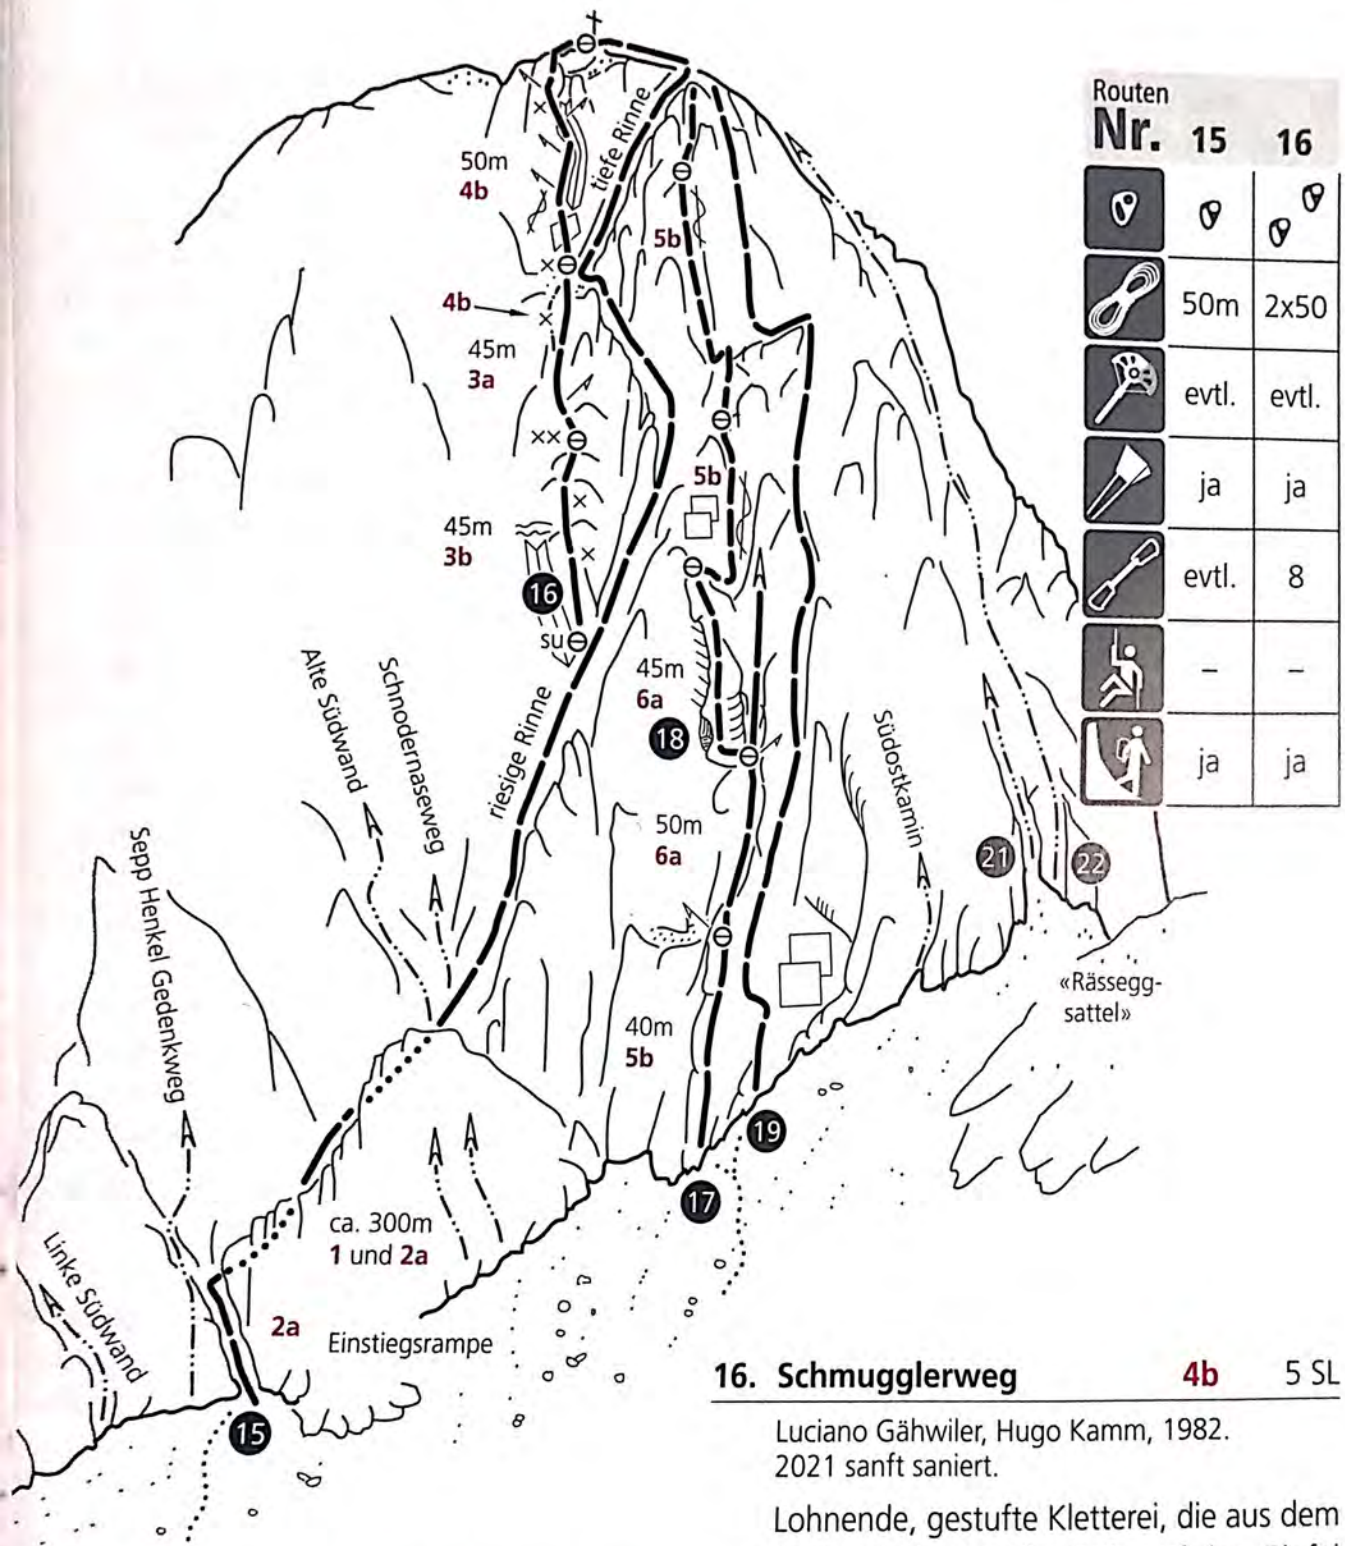 Routen
Nr. 15 16
50m 2x50
evtl. evtl.
ja ja
evtl. 8
– –
ja ja
tiefe Rinne
50m
4b
5b
4b
45m
3a
5b
45m
3b
16
su
45m
6a
18
Alte Südwand
Schnodernaseweg
riesige Rinne
Südostkamin
50m
6a
21
22
Sepp Henkel Gedenkweg
«Rässegg-
sattel»
40m
5b
19
17
ca. 300m
1 und 2a
Linke Südwand
2a
Einstiegsrampe
15
16. Schmugglerweg 4b 5 SL
Luciano Gähwiler, Hugo Kamm, 1982.
2021 sanft saniert.
Lohnende, gestufte Kletterei, die aus dem